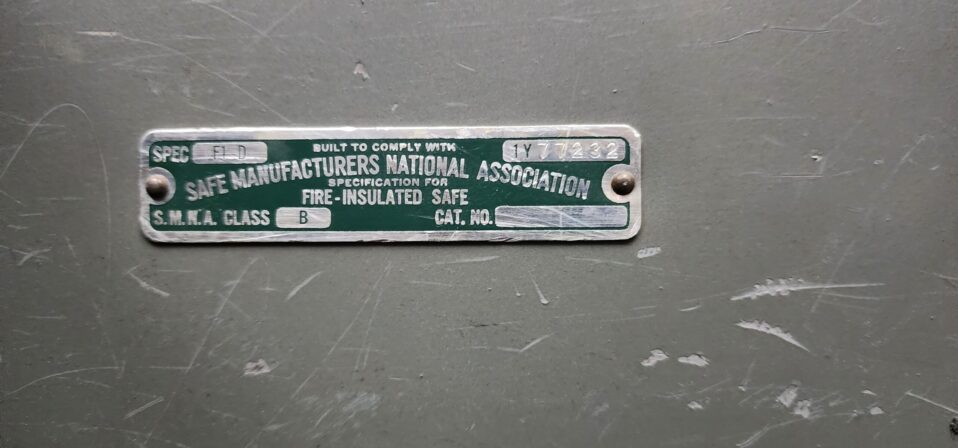 SPEC F1 D BUILT TO COMPLY WITH 1Y77232
SAFE MANUFACTURERS NATIONAL ASSOCIATION
SPECIFICATION FOR
FIRE-INSULATED SAFE
S.M.N.A. CLASS B CAT. NO.